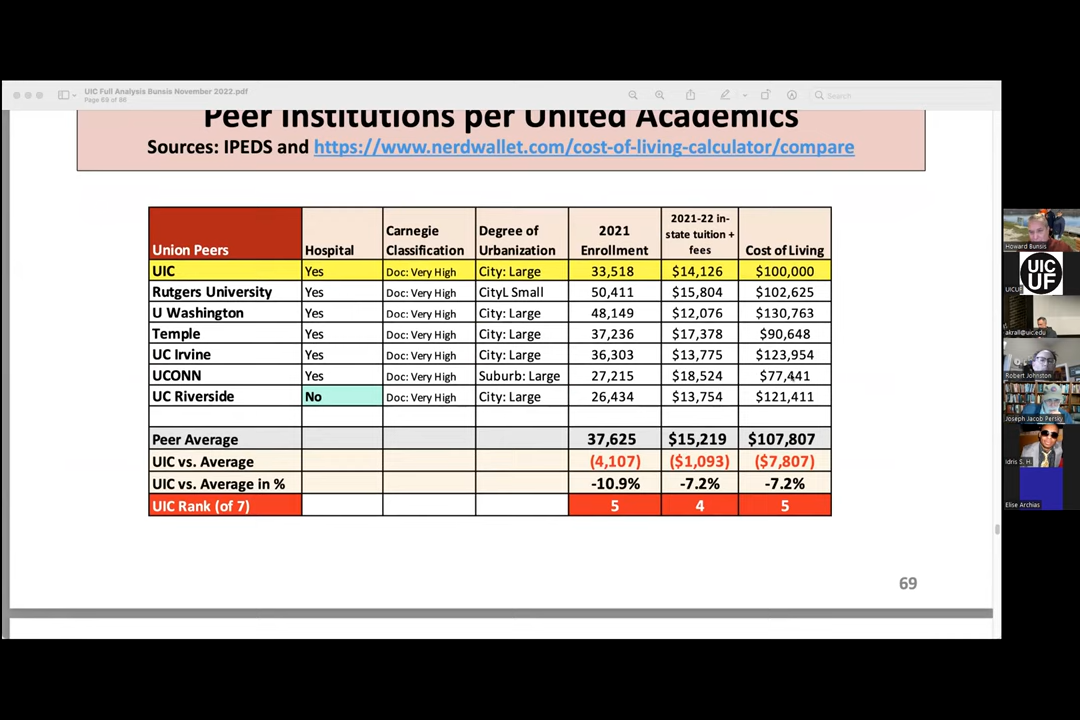 UIC Full Analysis Bunsis November 2022.pdf
Page 69 of 86
Search
Peer Institutions per United Academics
Sources: IPEDS and https://www.nerdwallet.com/cost-of-living-calculator/compare
Union Peers Hospital Carnegie Classification Degree of Urbanization 2021 Enrollment 2021-22 in-state tuition + fees Cost of Living
UIC Yes Doc: Very High City: Large 33,518 $14,126 $100,000
Rutgers University Yes Doc: Very High CityL Small 50,411 $15,804 $102,625
U Washington Yes Doc: Very High City: Large 48,149 $12,076 $130,763
Temple Yes Doc: Very High City: Large 37,236 $17,378 $90,648
UC Irvine Yes Doc: Very High City: Large 36,303 $13,775 $123,954
UCONN Yes Doc: Very High Suburb: Large 27,215 $18,524 $77,441
UC Riverside No Doc: Very High City: Large 26,434 $13,754 $121,411
Peer Average 37,625 $15,219 $107,807
UIC vs. Average (4,107) ($1,093) ($7,807)
UIC vs. Average in % -10.9% -7.2% -7.2%
UIC Rank (of 7) 5 4 5
69
Howard Bunsis
UIC
UF
UICUF
akrall@uic.edu
Robert Johnston
Joseph Jacob Persky
Idris S. H.
Elise Archias